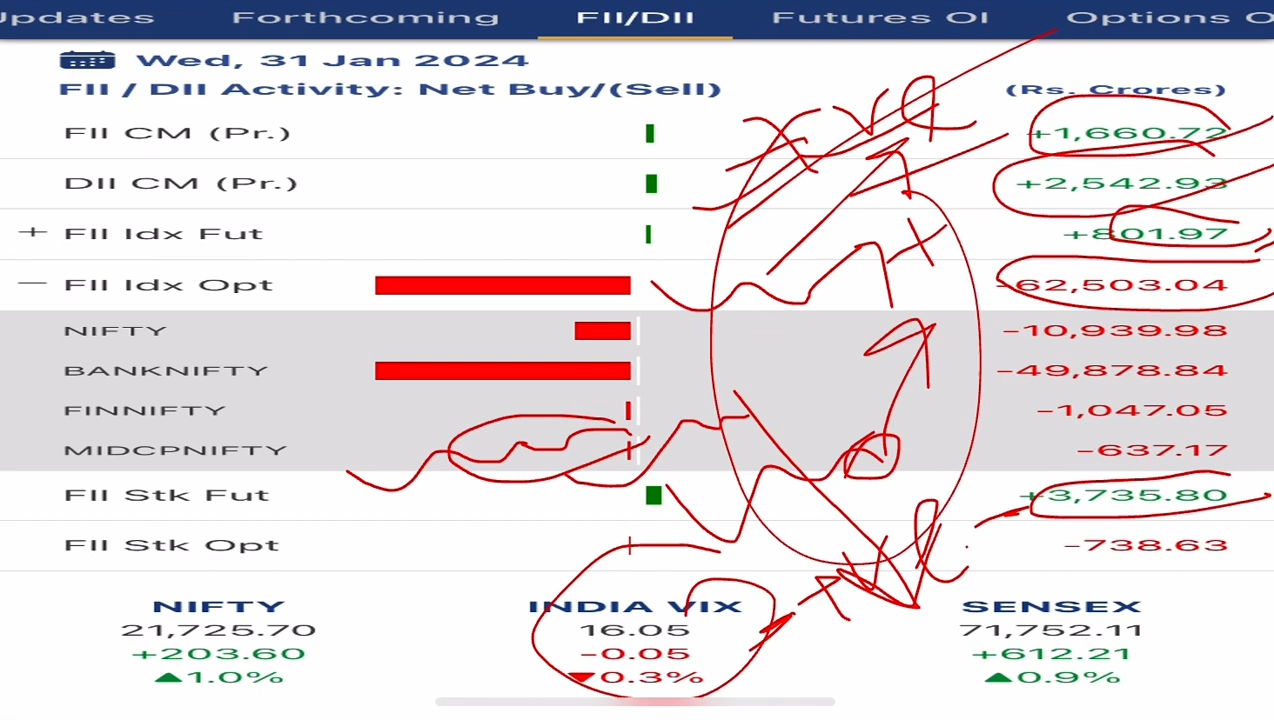 Updates Forthcoming FII/DII Futures OI Options O
Wed, 31 Jan 2024
FII / DII Activity: Net Buy/(Sell) (Rs. Crores)
FII CM (Pr.) +1,660.72
DII CM (Pr.) +2,542.93
+ FII Idx Fut +801.97
— FII Idx Opt -62,503.04
NIFTY -10,939.98
BANKNIFTY -49,878.84
FINNIFTY -1,047.05
MIDCPNIFTY -637.17
FII Stk Fut +3,735.80
FII Stk Opt -738.63
NIFTY INDIA VIX SENSEX
21,725.70 16.05 71,752.11
+203.60 -0.05 +612.21
▲1.0% ▼0.3% ▲0.9%